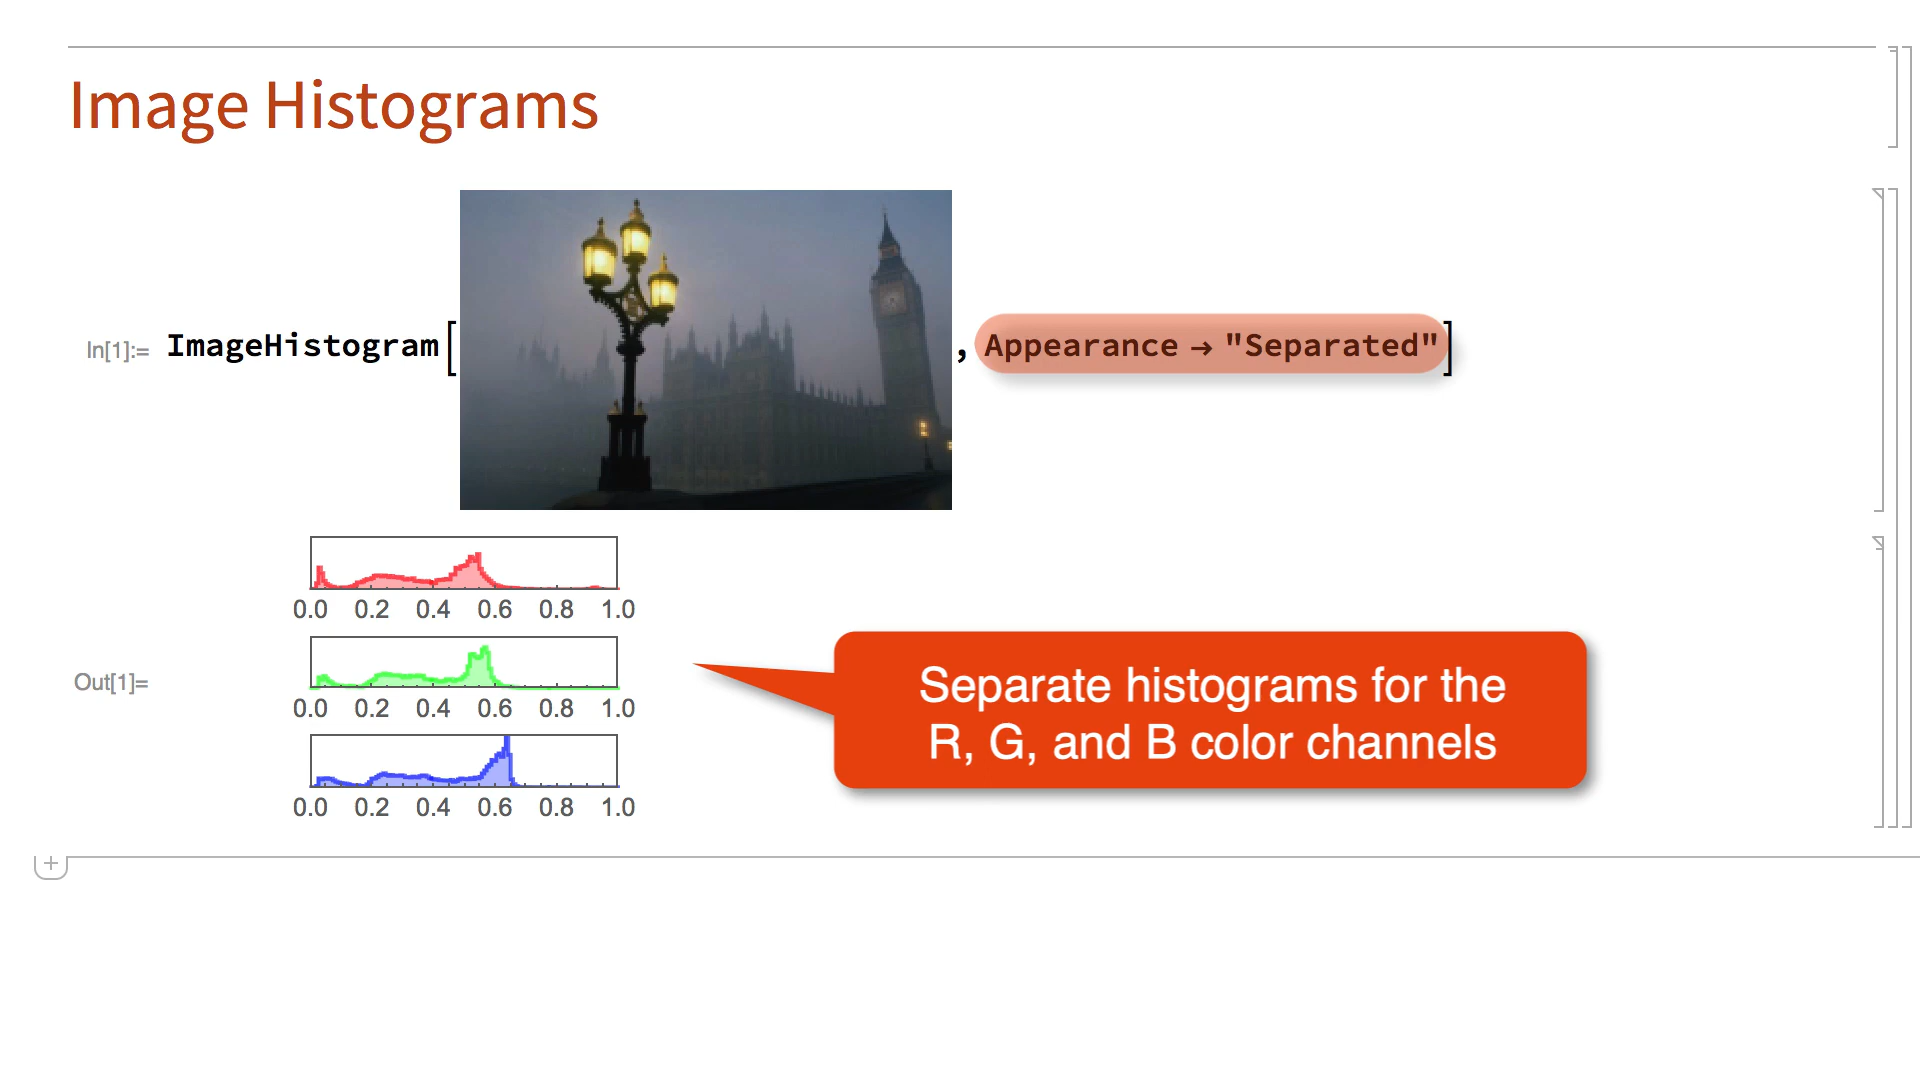 Image Histograms
In[1]:= ImageHistogram[ , Appearance → "Separated"]
0.0 0.2 0.4 0.6 0.8 1.0
0.0 0.2 0.4 0.6 0.8 1.0
Out[1]=
0.0 0.2 0.4 0.6 0.8 1.0
Separate histograms for the
R, G, and B color channels